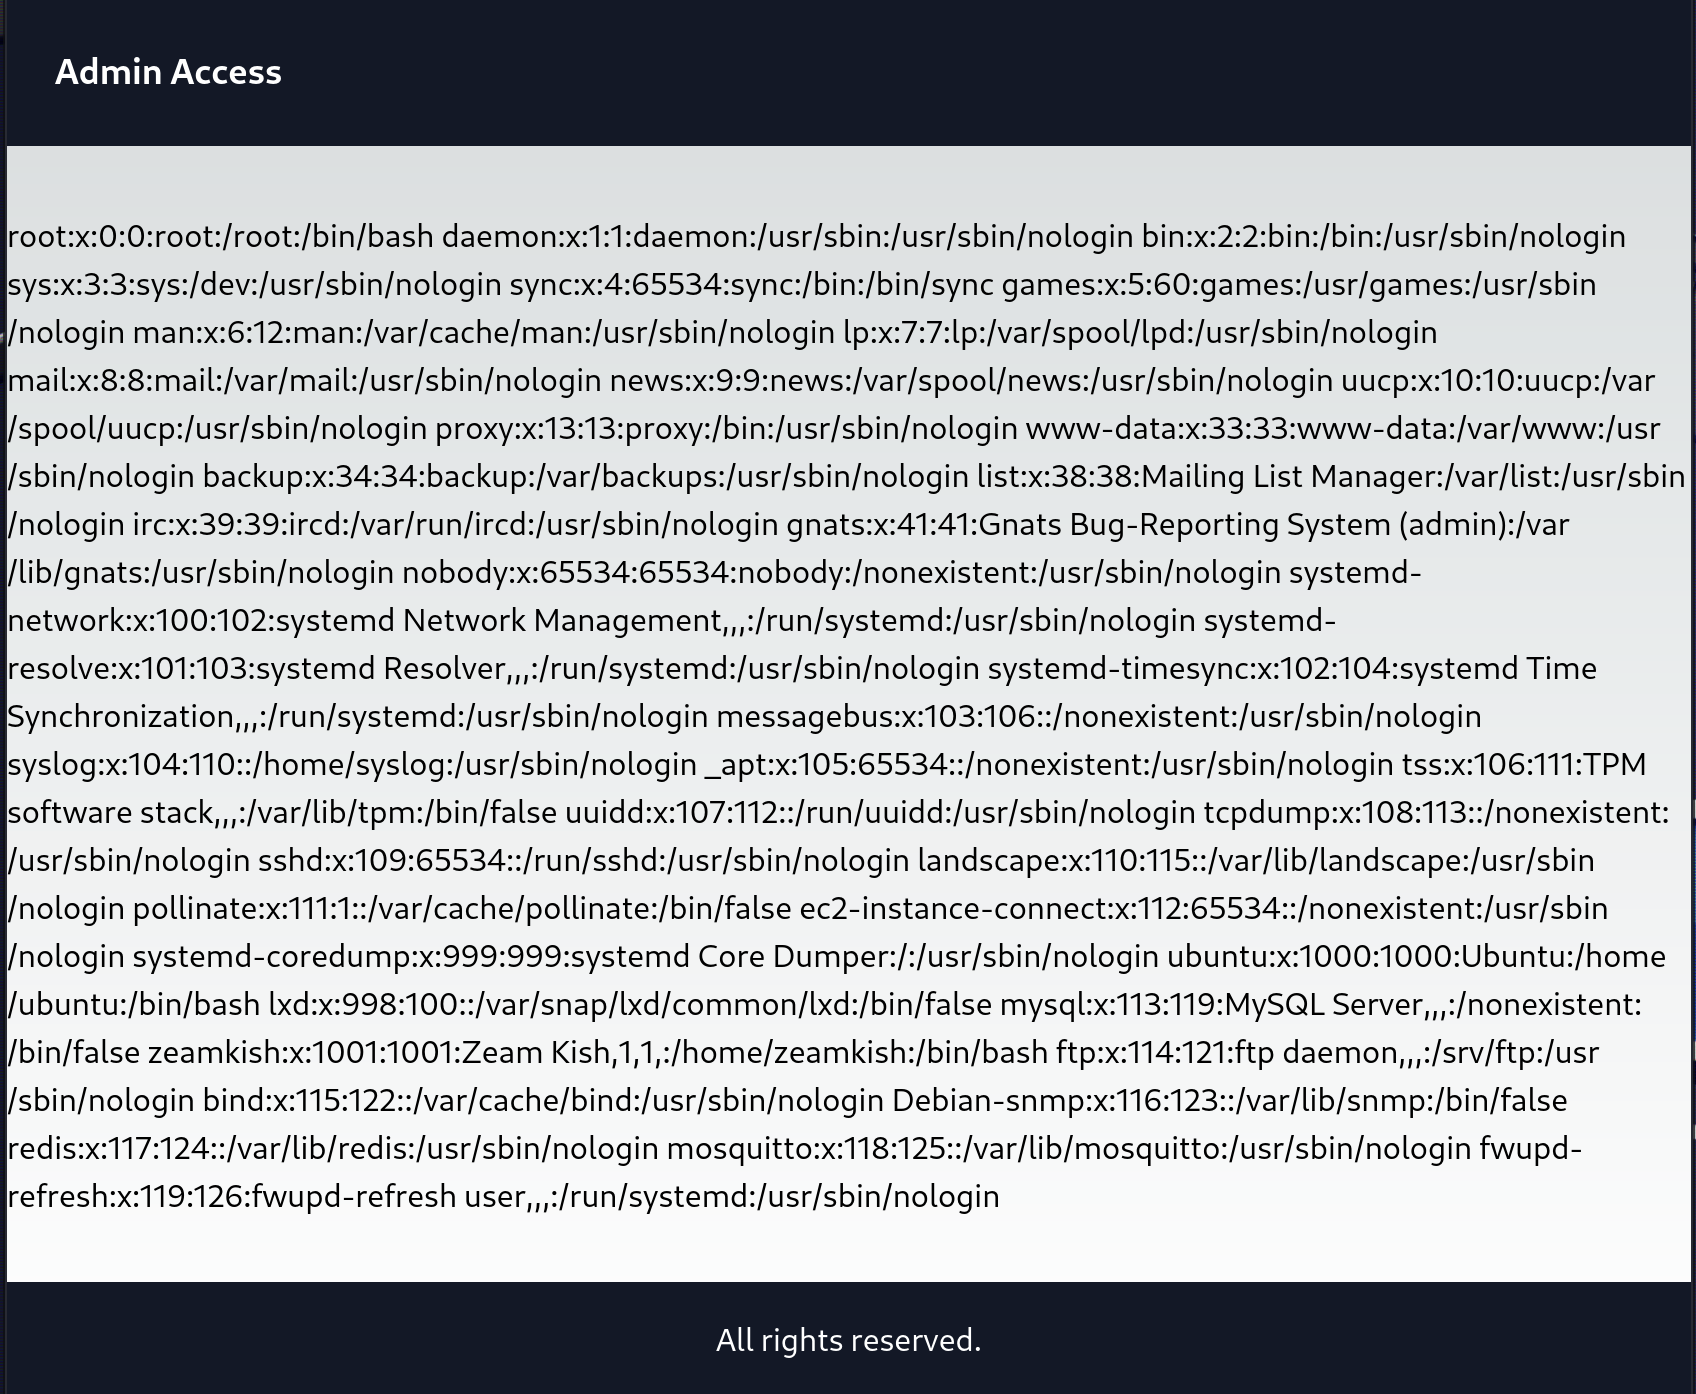 Admin Access
root:x:0:0:root:/root:/bin/bash daemon:x:1:1:daemon:/usr/sbin:/usr/sbin/nologin bin:x:2:2:bin:/bin:/usr/sbin/nologin
sys:x:3:3:sys:/dev:/usr/sbin/nologin sync:x:4:65534:sync:/bin:/bin/sync games:x:5:60:games:/usr/games:/usr/sbin
/nologin man:x:6:12:man:/var/cache/man:/usr/sbin/nologin lp:x:7:7:lp:/var/spool/lpd:/usr/sbin/nologin
mail:x:8:8:mail:/var/mail:/usr/sbin/nologin news:x:9:9:news:/var/spool/news:/usr/sbin/nologin uucp:x:10:10:uucp:/var
/spool/uucp:/usr/sbin/nologin proxy:x:13:13:proxy:/bin:/usr/sbin/nologin www-data:x:33:33:www-data:/var/www:/usr
/sbin/nologin backup:x:34:34:backup:/var/backups:/usr/sbin/nologin list:x:38:38:Mailing List Manager:/var/list:/usr/sbin
/nologin irc:x:39:39:ircd:/var/run/ircd:/usr/sbin/nologin gnats:x:41:41:Gnats Bug-Reporting System (admin):/var
/lib/gnats:/usr/sbin/nologin nobody:x:65534:65534:nobody:/nonexistent:/usr/sbin/nologin systemd-
network:x:100:102:systemd Network Management,,,:/run/systemd:/usr/sbin/nologin systemd-
resolve:x:101:103:systemd Resolver,,,:/run/systemd:/usr/sbin/nologin systemd-timesync:x:102:104:systemd Time
Synchronization,,,:/run/systemd:/usr/sbin/nologin messagebus:x:103:106::/nonexistent:/usr/sbin/nologin
syslog:x:104:110::/home/syslog:/usr/sbin/nologin _apt:x:105:65534::/nonexistent:/usr/sbin/nologin tss:x:106:111:TPM
software stack,,,:/var/lib/tpm:/bin/false uuidd:x:107:112::/run/uuidd:/usr/sbin/nologin tcpdump:x:108:113::/nonexistent:
/usr/sbin/nologin sshd:x:109:65534::/run/sshd:/usr/sbin/nologin landscape:x:110:115::/var/lib/landscape:/usr/sbin
/nologin pollinate:x:111:1::/var/cache/pollinate:/bin/false ec2-instance-connect:x:112:65534::/nonexistent:/usr/sbin
/nologin systemd-coredump:x:999:999:systemd Core Dumper:/:/usr/sbin/nologin ubuntu:x:1000:1000:Ubuntu:/home
/ubuntu:/bin/bash lxd:x:998:100::/var/snap/lxd/common/lxd:/bin/false mysql:x:113:119:MySQL Server,,,:/nonexistent:
/bin/false zeamkish:x:1001:1001:Zeam Kish,1,1,:/home/zeamkish:/bin/bash ftp:x:114:121:ftp daemon,,,:/srv/ftp:/usr
/sbin/nologin bind:x:115:122::/var/cache/bind:/usr/sbin/nologin Debian-snmp:x:116:123::/var/lib/snmp:/bin/false
redis:x:117:124::/var/lib/redis:/usr/sbin/nologin mosquitto:x:118:125::/var/lib/mosquitto:/usr/sbin/nologin fwupd-
refresh:x:119:126:fwupd-refresh user,,,:/run/systemd:/usr/sbin/nologin
All rights reserved.